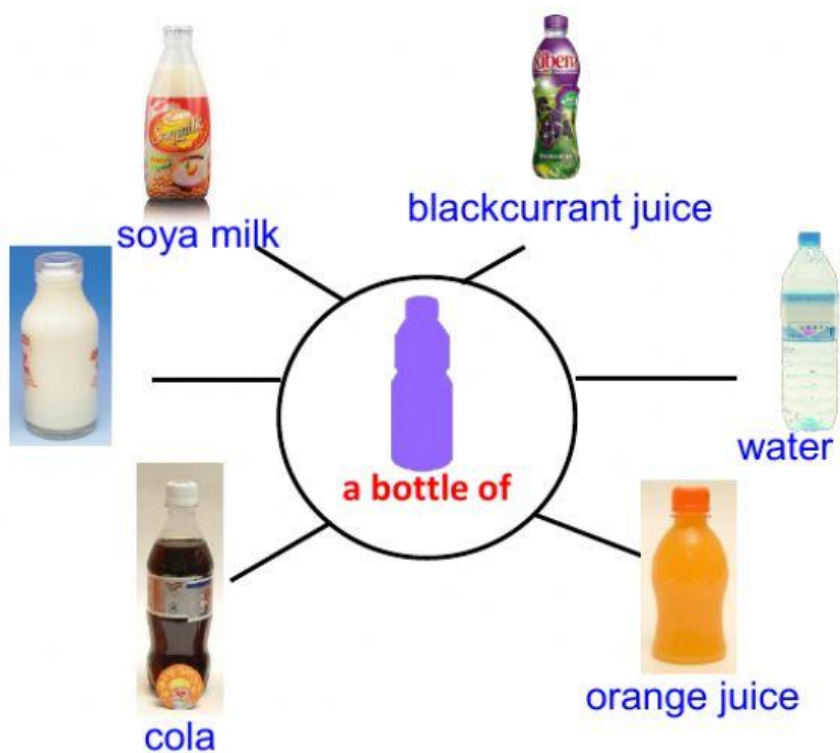 soya milk
blackcurrant juice
water
a bottle of
orange juice
cola